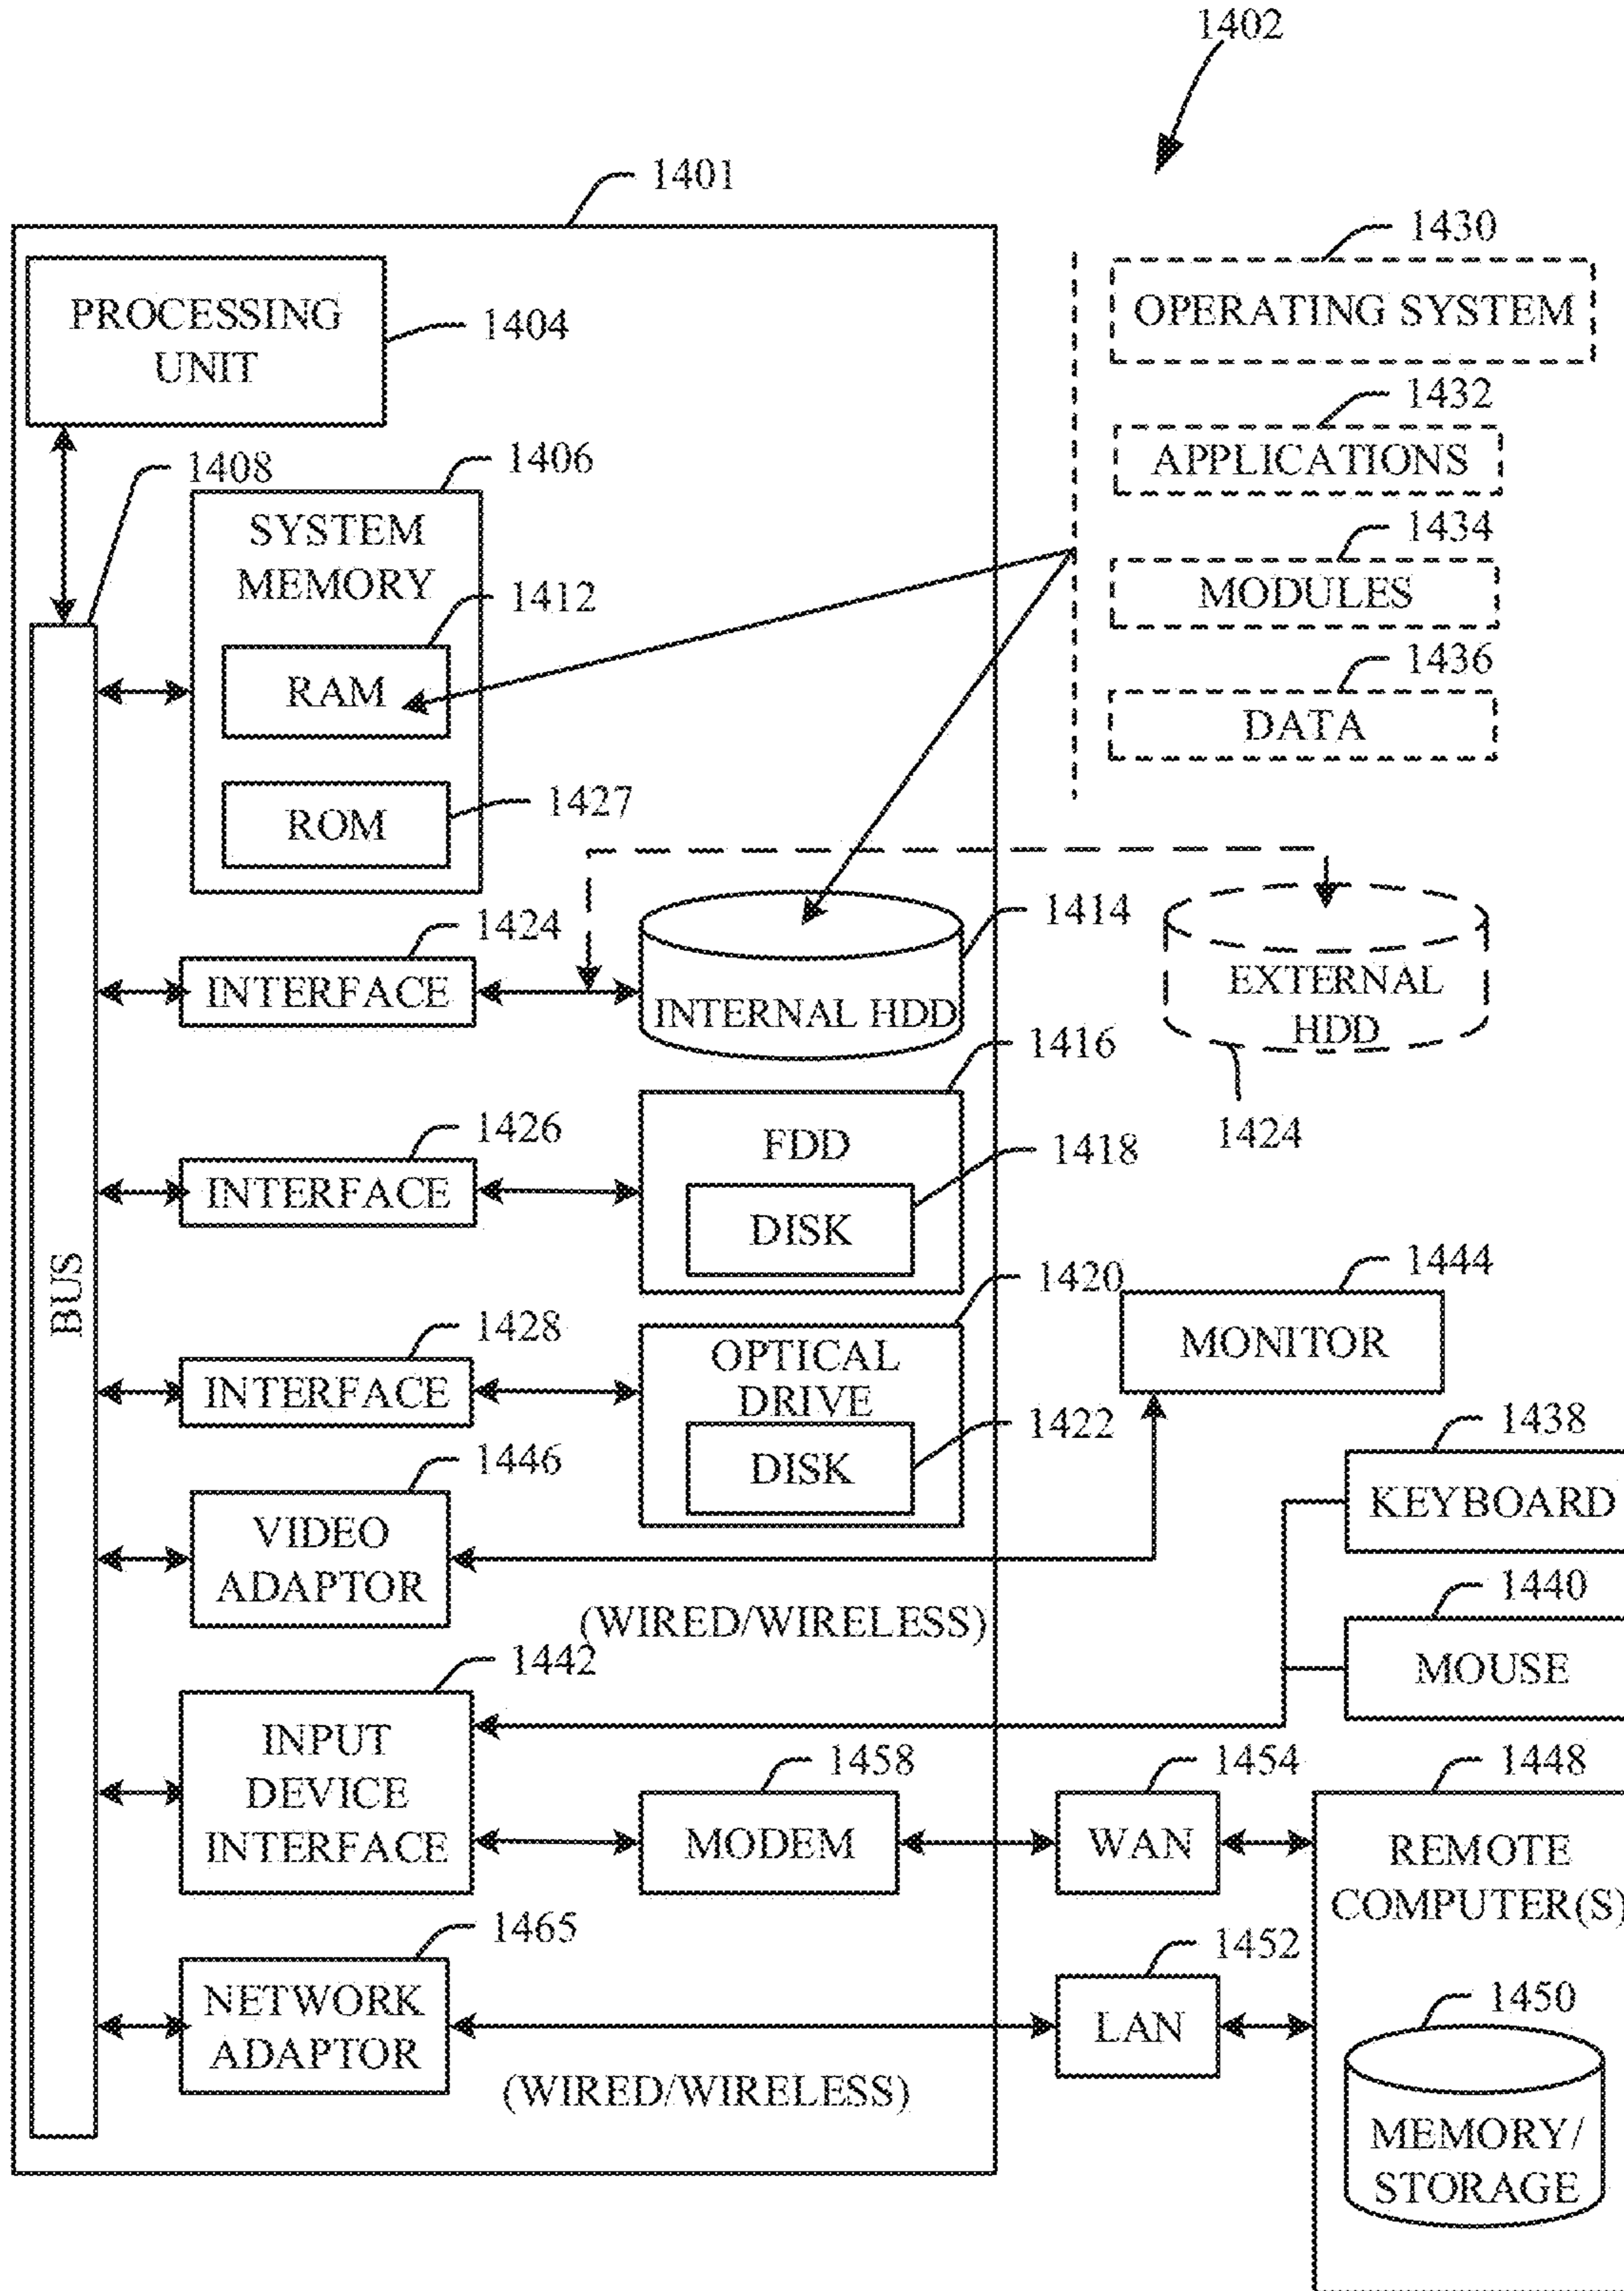 1402
1401
1430
PROCESSING
UNIT
1404
OPERATING SYSTEM
1432
APPLICATIONS
1408
1406
SYSTEM
MEMORY
1434
MODULES
1412
RAM
1436
DATA
1427
ROM
1424
INTERFACE
1414
INTERNAL HDD
EXTERNAL
HDD
1424
1416
FDD
1426
INTERFACE
1418
DISK
BUS
1420
OPTICAL
DRIVE
1428
INTERFACE
1422
DISK
1444
MONITOR
1438
KEYBOARD
1446
VIDEO
ADAPTOR
(WIRED/WIRELESS)
1440
MOUSE
1442
INPUT
DEVICE
INTERFACE
1458
MODEM
1454
WAN
1448
REMOTE
COMPUTER(S)
1465
NETWORK
ADAPTOR
(WIRED/WIRELESS)
1452
LAN
1450
MEMORY/
STORAGE